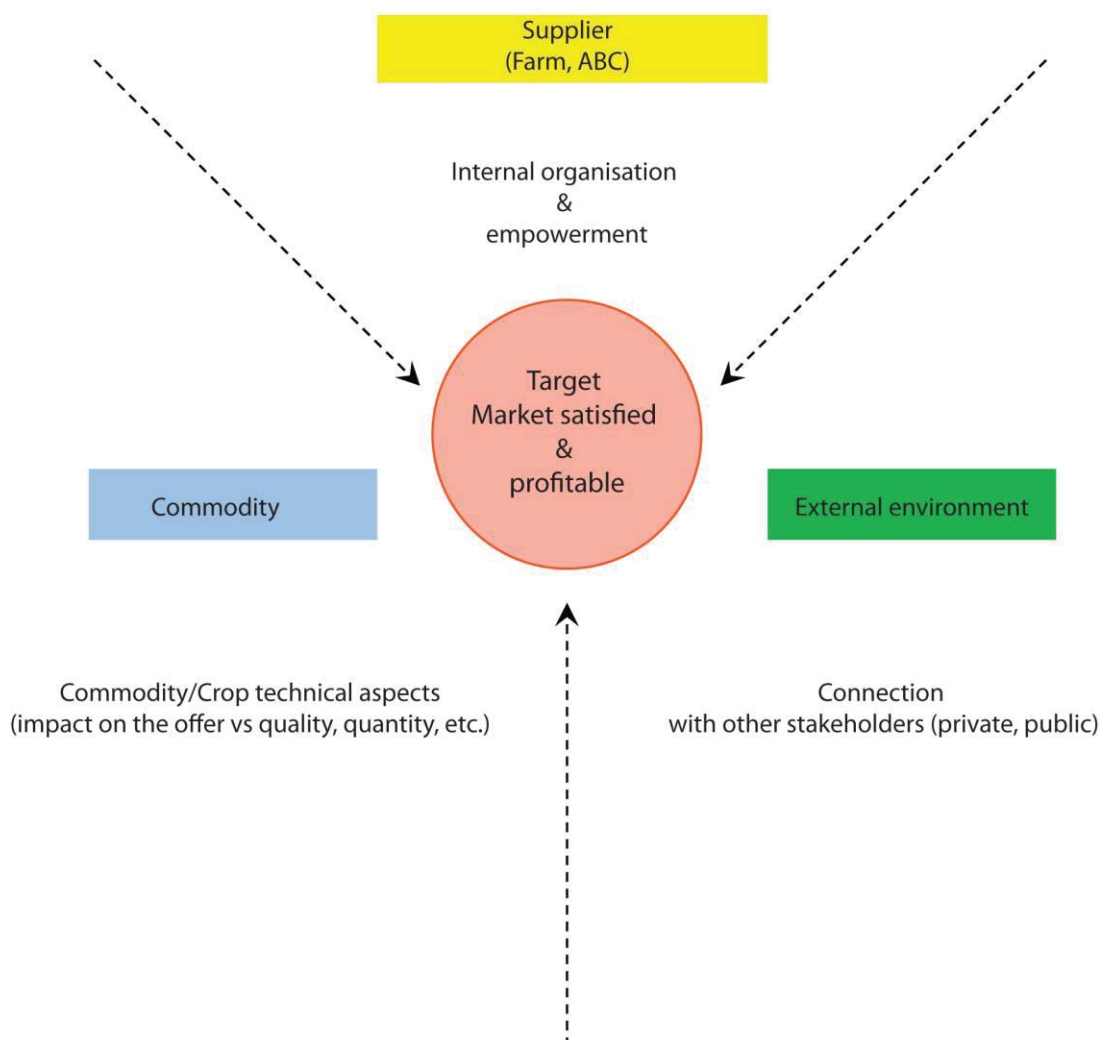 Supplier
(Farm, ABC)
Internal organisation
&
empowerment
Target
Market satisfied
&
profitable
Commodity
External environment
Commodity/Crop technical aspects
(impact on the offer vs quality, quantity, etc.)
Connection
with other stakeholders (private, public)